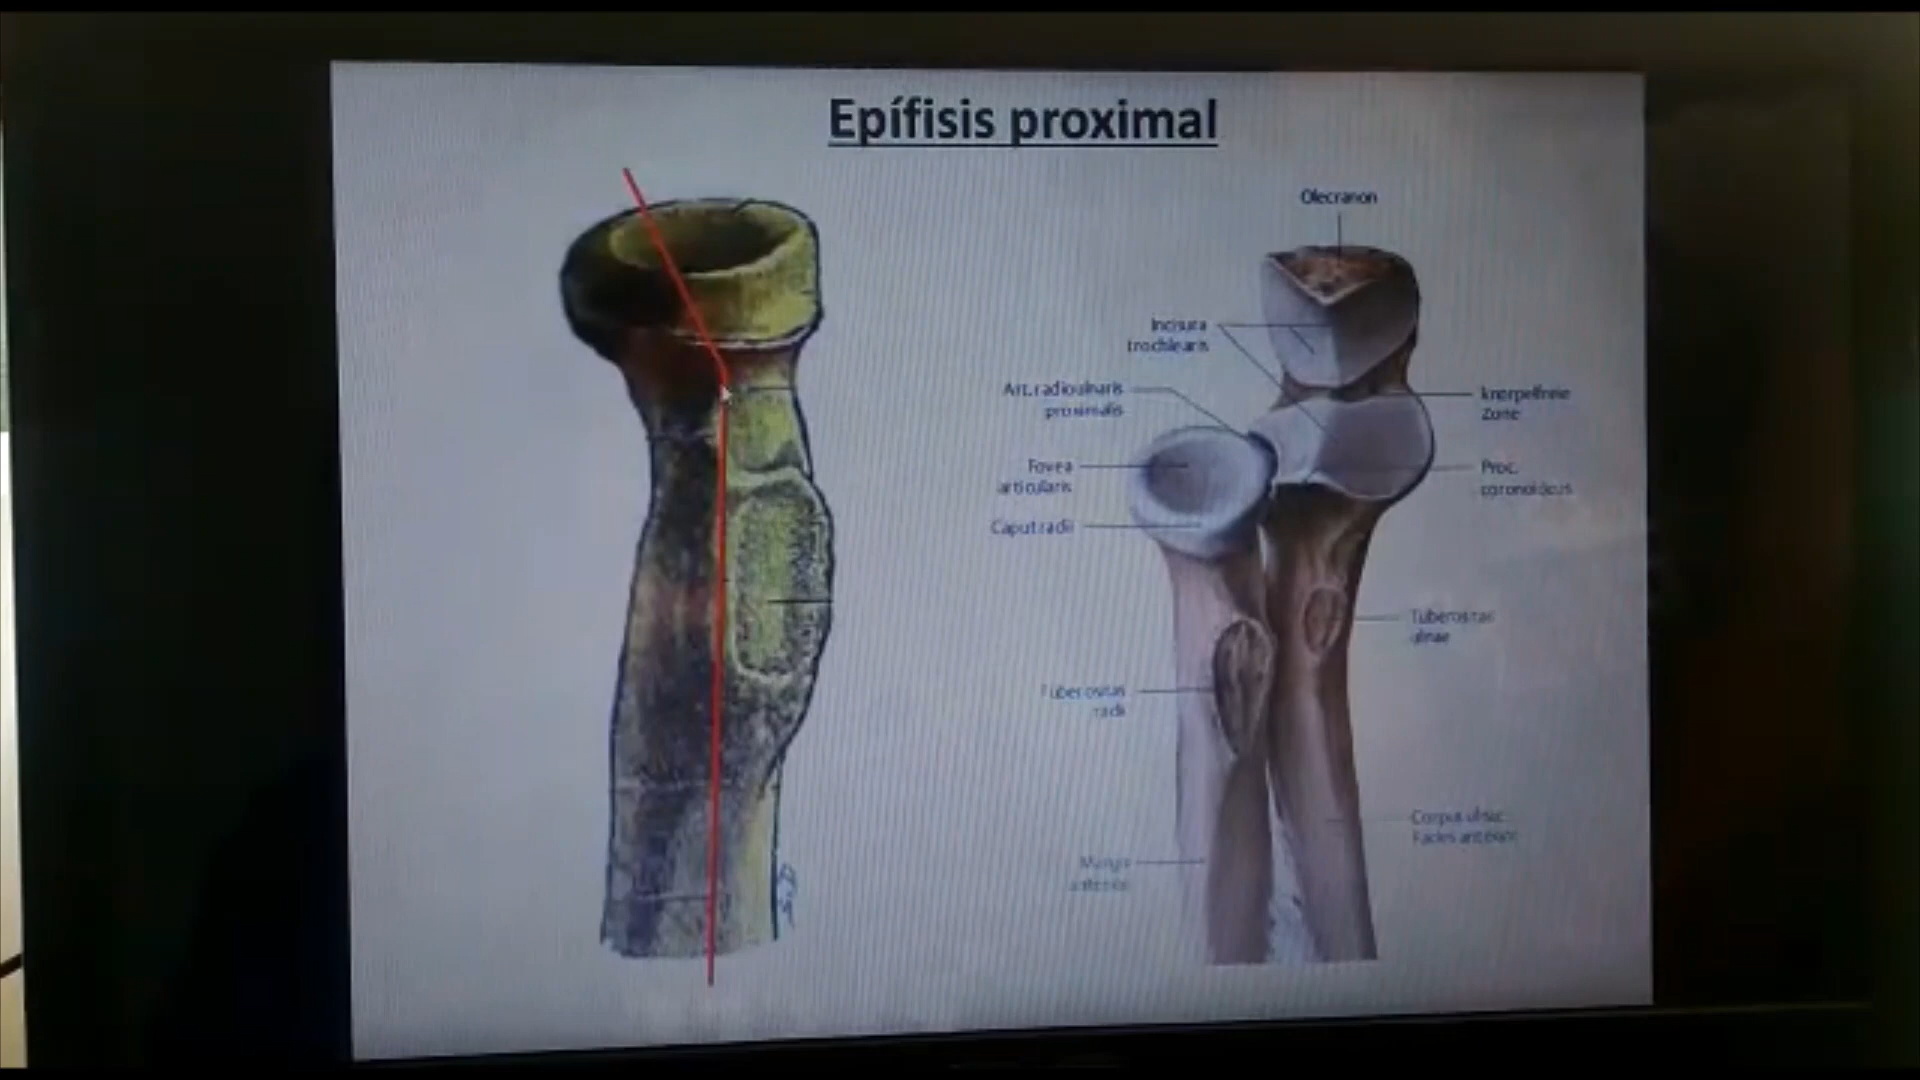 Epífisis proximal
Olecranon
Incisura
trochlearis
Art. radioulnaris
proximalis
knorpelfreie
Zone
Fovea
articularis
Proc.
coronoideus
Caput radii
Tuberositas
ulnae
Tuberositas
radii
Corpus ulnae
Facies anterior
Margo
anterior